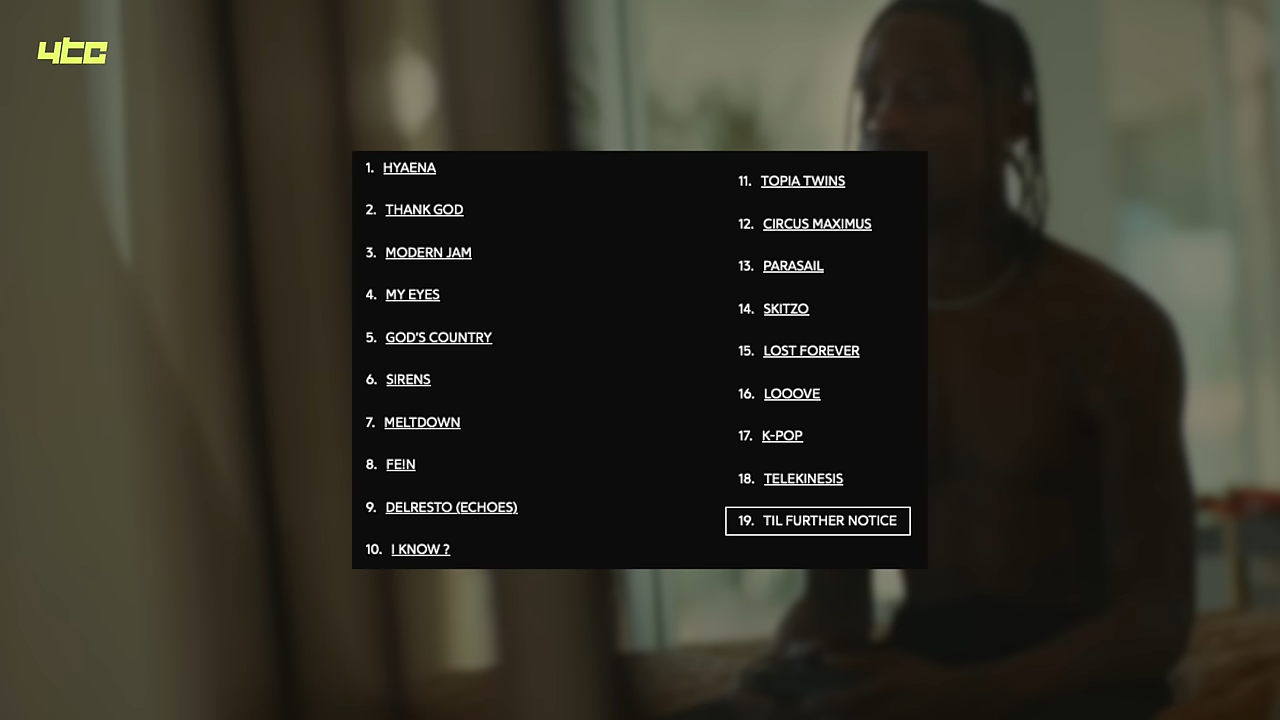 4tc
1. HYAENA
2. THANK GOD
3. MODERN JAM
4. MY EYES
5. GOD'S COUNTRY
6. SIRENS
7. MELTDOWN
8. FE!N
9. DELRESTO (ECHOES)
10. I KNOW ?
11. TOPIA TWINS
12. CIRCUS MAXIMUS
13. PARASAIL
14. SKITZO
15. LOST FOREVER
16. LOOOVE
17. K-POP
18. TELEKINESIS
19. TIL FURTHER NOTICE